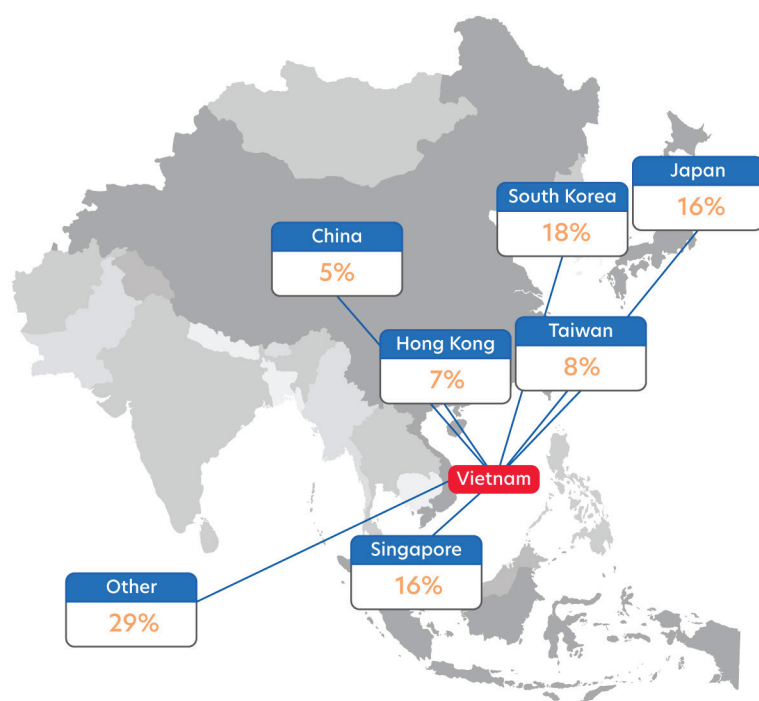 Japan
16%
South Korea
18%
China
5%
Hong Kong
7%
Taiwan
8%
Vietnam
Singapore
16%
Other
29%